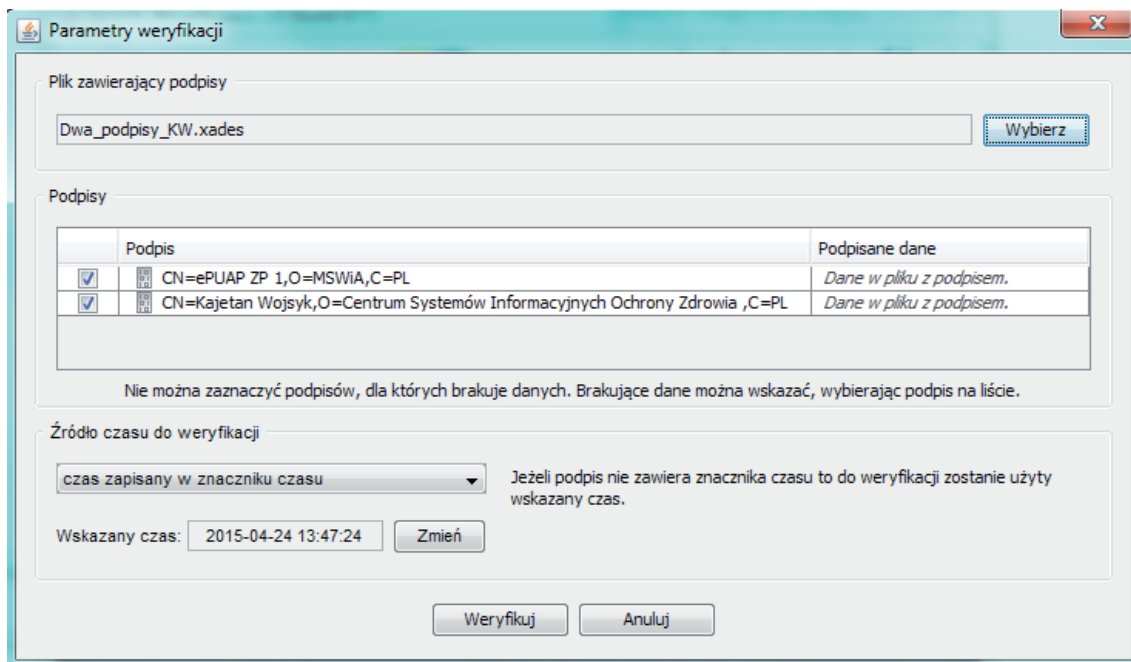 Parametry weryfikacji
Plik zawierający podpisy
Dwa_podpisy_KW.xades
Wybierz
Podpisy
Podpis
Podpisane dane
CN=ePUAP ZP 1,O=MSWiA,C=PL
Dane w pliku z podpisem.
CN=Kajetan Wojsyk,O=Centrum Systemów Informacyjnych Ochrony Zdrowia ,C=PL
Dane w pliku z podpisem.
Nie można zaznaczyć podpisów, dla których brakuje danych. Brakujące dane można wskazać, wybierając podpis na liście.
Źródło czasu do weryfikacji
czas zapisany w znaczniku czasu
Jeżeli podpis nie zawiera znacznika czasu to do weryfikacji zostanie użyty
wskazany czas.
Wskazany czas:
2015-04-24 13:47:24
Zmień
Weryfikuj
Anuluj